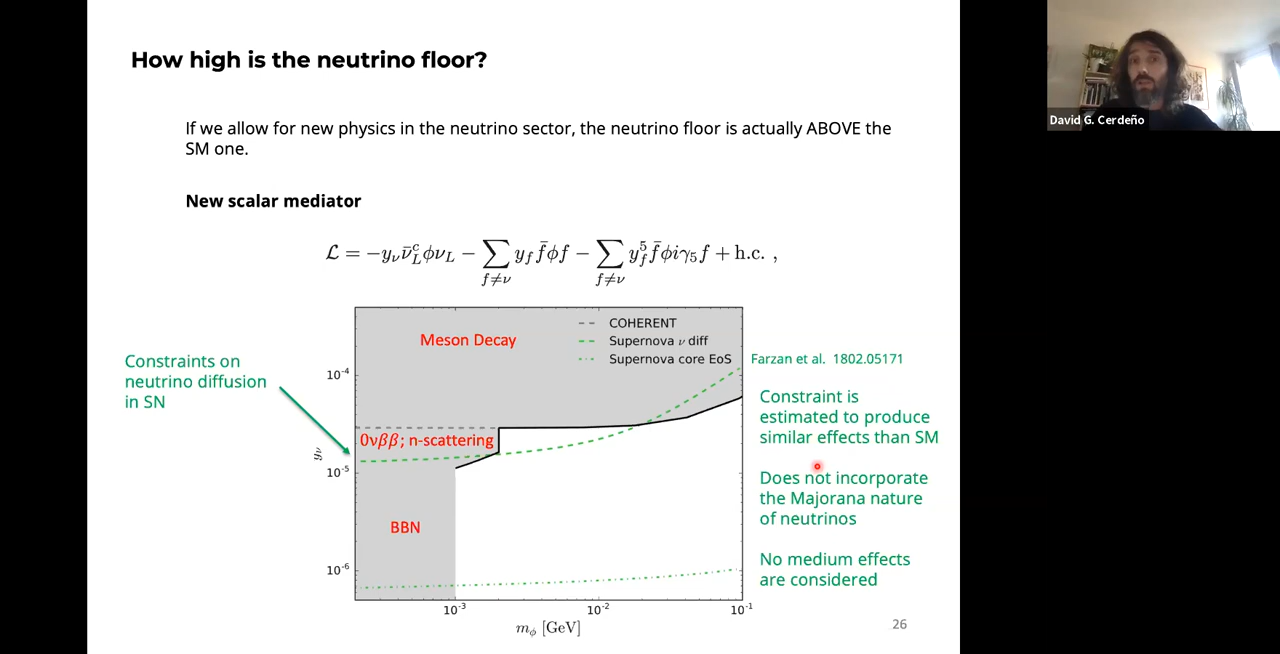 How high is the neutrino floor?
If we allow for new physics in the neutrino sector, the neutrino floor is actually ABOVE the
SM one.
New scalar mediator
ℒ = −y_ν ν̄_L^c φν_L − ∑_{f≠ν} y_f f̄φf − ∑_{f≠ν} y_f^5 f̄φiγ_5 f + h.c. ,
Constraints on
neutrino diffusion
in SN
Meson Decay
COHERENT
Supernova ν diff
Supernova core EoS
0νββ; n-scattering
BBN
y_ν
10^-4
10^-5
10^-6
10^-3
10^-2
10^-1
m_ϕ [GeV]
Farzan et al. 1802.05171
Constraint is
estimated to produce
similar effects than SM
Does not incorporate
the Majorana nature
of neutrinos
No medium effects
are considered
26
David G. Cerdeño